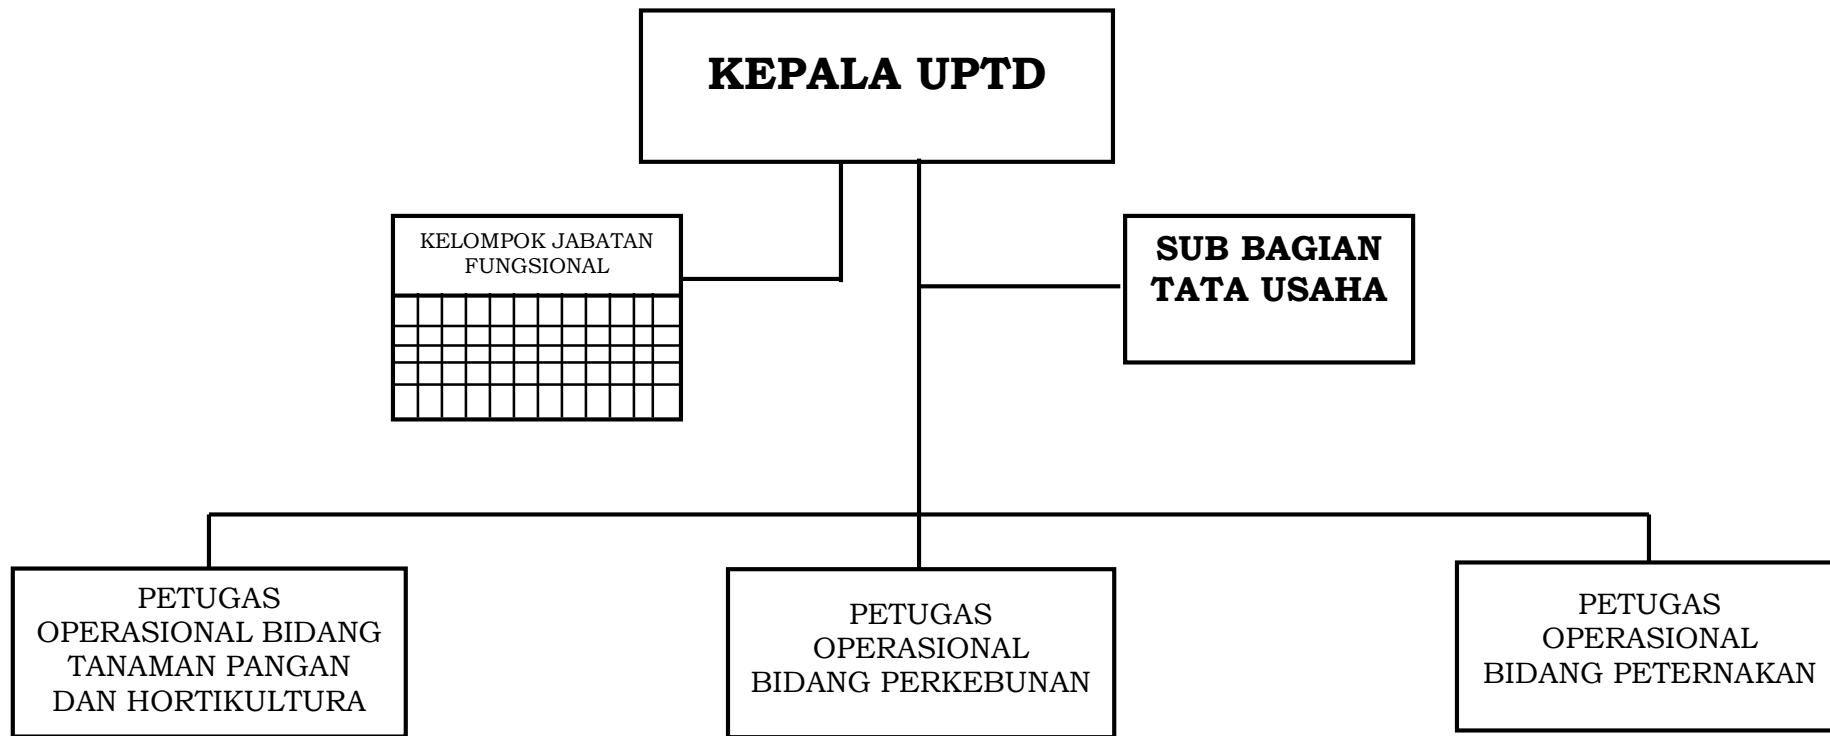 KEPALA UPTD
KELOMPOK JABATAN
FUNGSIONAL
SUB BAGIAN
TATA USAHA
PETUGAS
OPERASIONAL BIDANG
TANAMAN PANGAN
DAN HORTIKULTURA
PETUGAS
OPERASIONAL
BIDANG PERKEBUNAN
PETUGAS
OPERASIONAL
BIDANG PETERNAKAN